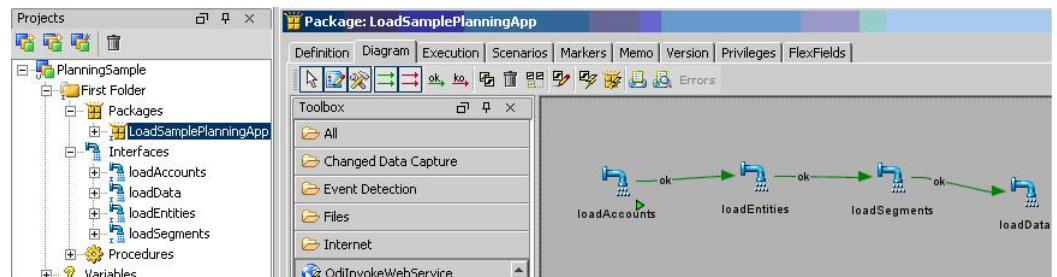 Projects
PlanningSample
First Folder
Packages
LoadSamplePlanningApp
Interfaces
loadAccounts
loadData
loadEntities
loadSegments
Procedures
Variables
Package: LoadSamplePlanningApp
Definition Diagram Execution Scenarios Markers Memo Version Privileges FlexFields
ok ko Errors
Toolbox
All
Changed Data Capture
Event Detection
Files
Internet
OdiInvokeWebService
ok ok ok
loadAccounts loadEntities loadSegments loadData